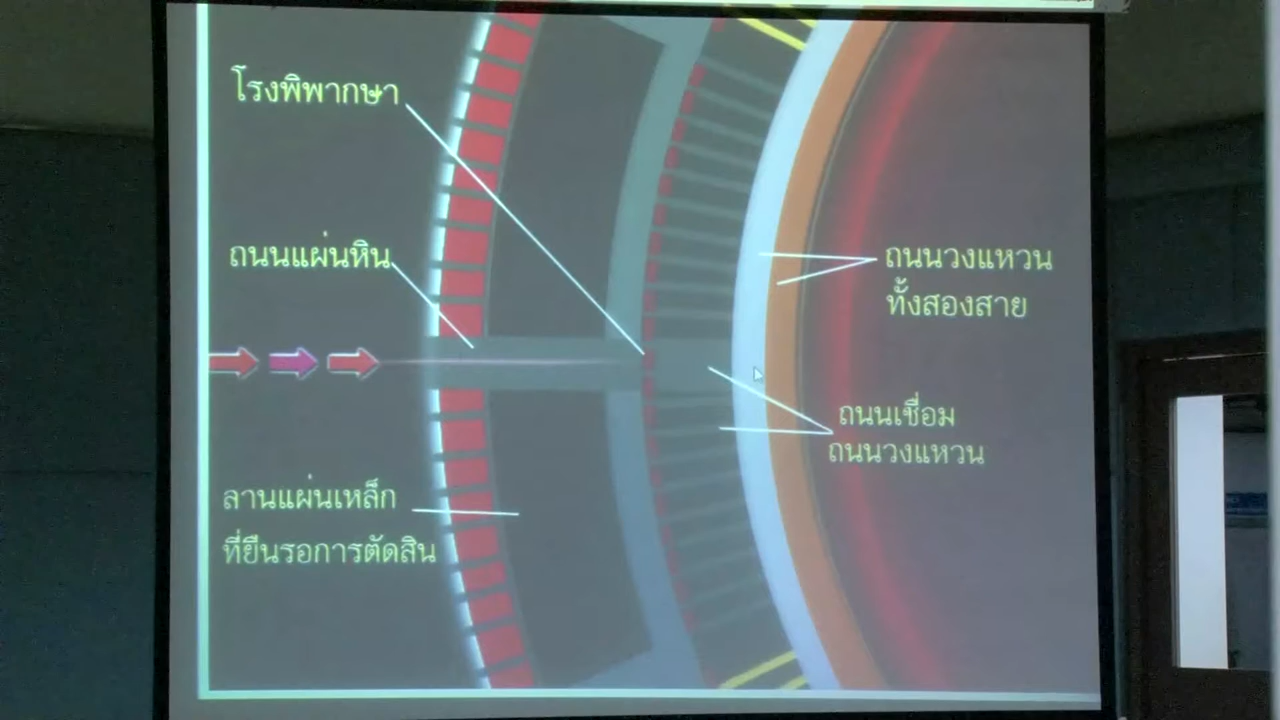 โรงพิพากษา
ถนนแผ่นหิน
ถนนวงแหวน
ทั้งสองสาย
ถนนเชื่อม
ถนนวงแหวน
ลานแผ่นเหล็ก
ที่ยืนรอการตัดสิน